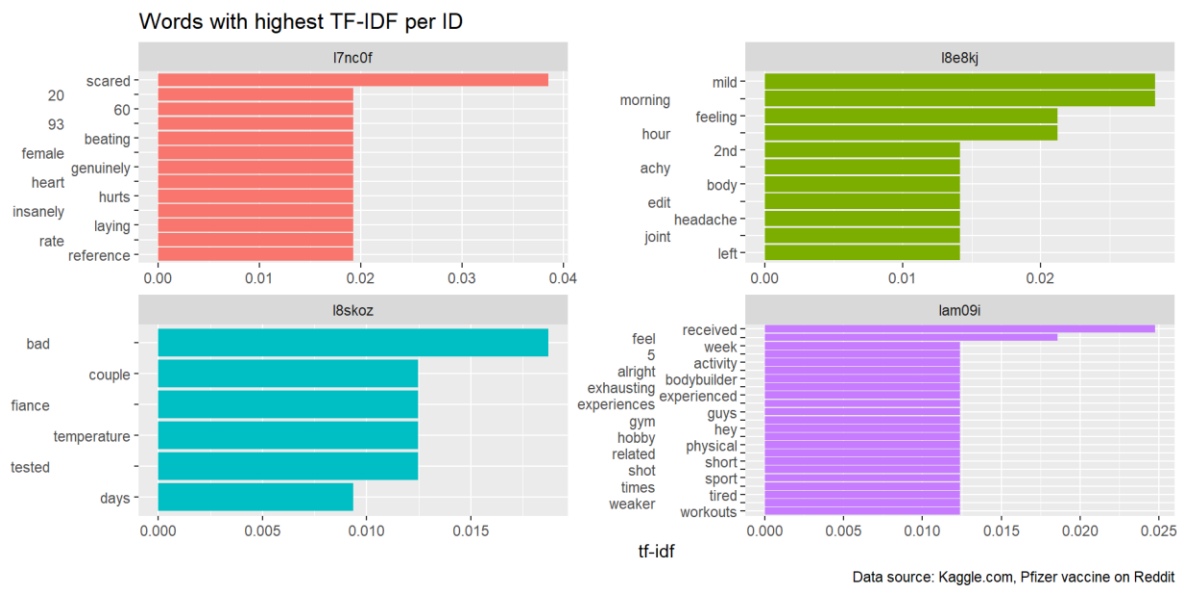 Words with highest TF-IDF per ID
l7nc0f
scared
20
60
93
beating
female
genuinely
heart
hurts
insanely
laying
rate
reference
0.00 0.01 0.02 0.03 0.04
l8e8kj
mild
morning
feeling
hour
2nd
achy
body
edit
headache
joint
left
0.00 0.01 0.02
l8skoz
bad
couple
fiance
temperature
tested
days
0.000 0.005 0.010 0.015
lam09i
received
feel
week
5
activity
alright
bodybuilder
exhausting
experienced
experiences
guys
gym
hey
hobby
physical
related
short
shot
sport
times
tired
weaker
workouts
0.000 0.005 0.010 0.015 0.020 0.025
tf-idf
Data source: Kaggle.com, Pfizer vaccine on Reddit